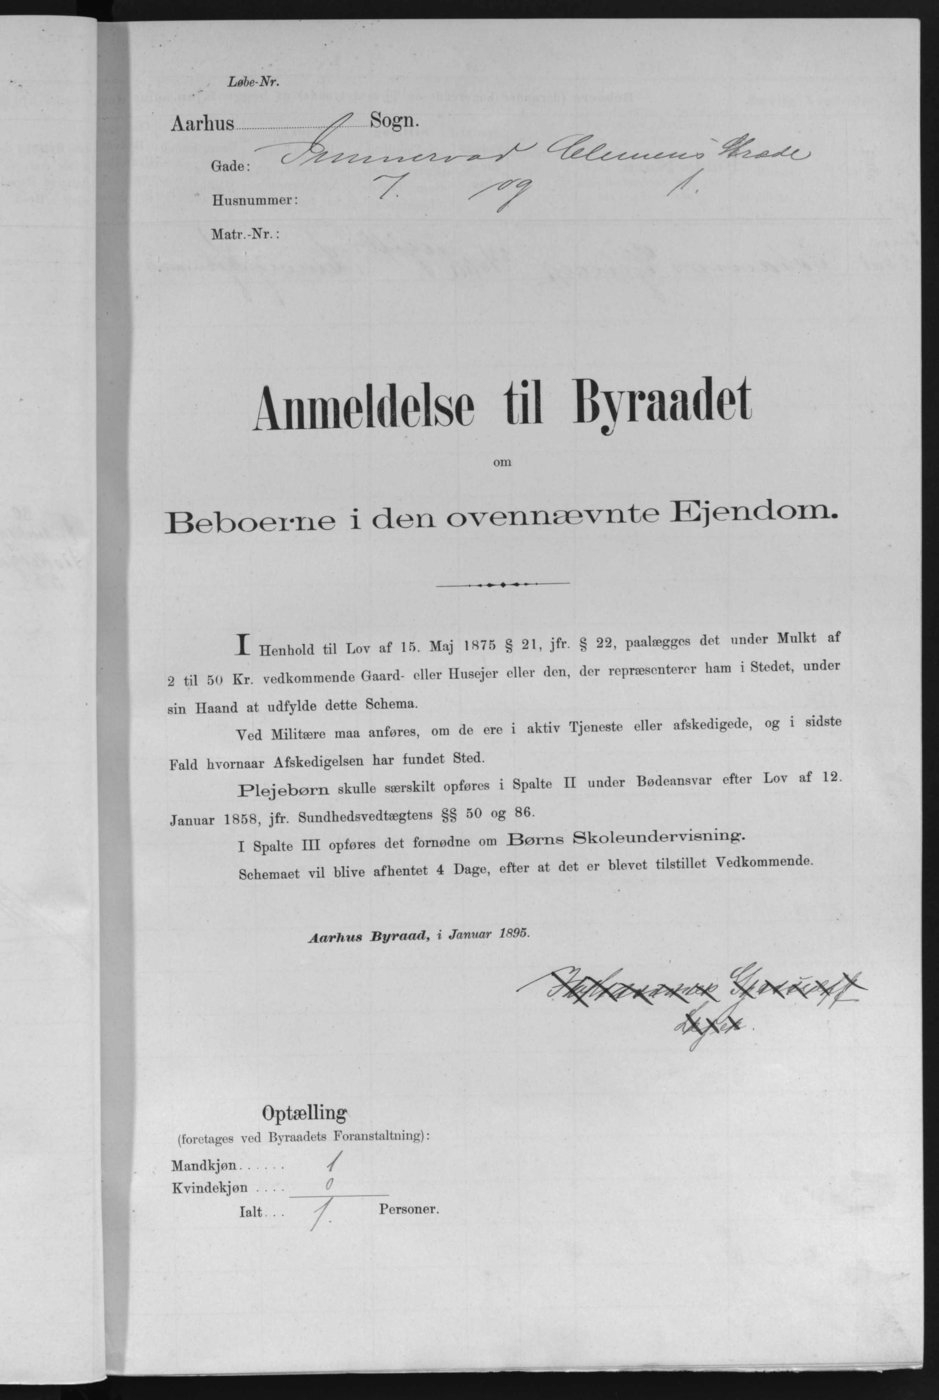 Løbe-Nr.
Aarhus Sogn.
Gade: Immervad Clemens Stræde
Husnummer: 7. og 1.
Matr.-Nr.:
Anmeldelse til Byraadet
om
Beboerne i den ovennævnte Ejendom.
I Henhold til Lov af 15. Maj 1875 § 21, jfr. § 22, paalægges det under Mulkt af
2 til 50 Kr. vedkommende Gaard- eller Husejer eller den, der repræsenterer ham i Stedet, under
sin Haand at udfylde dette Schema.
Ved Militære maa anføres, om de ere i aktiv Tjeneste eller afskedigede, og i sidste
Fald hvornaar Afskedigelsen har fundet Sted.
Plejebørn skulle særskilt opføres i Spalte II under Bødeansvar efter Lov af 12.
Januar 1858, jfr. Sundhedsvedtægtens §§ 50 og 86.
I Spalte III opføres det fornødne om Børns Skoleundervisning.
Schemaet vil blive afhentet 4 Dage, efter at det er blevet tilstillet Vedkommende.
Aarhus Byraad, i Januar 1895.
Optælling
(foretages ved Byraadets Foranstaltning):
Mandkjøn...... 1
Kvindekjøn .... 0
Ialt... 1. Personer.